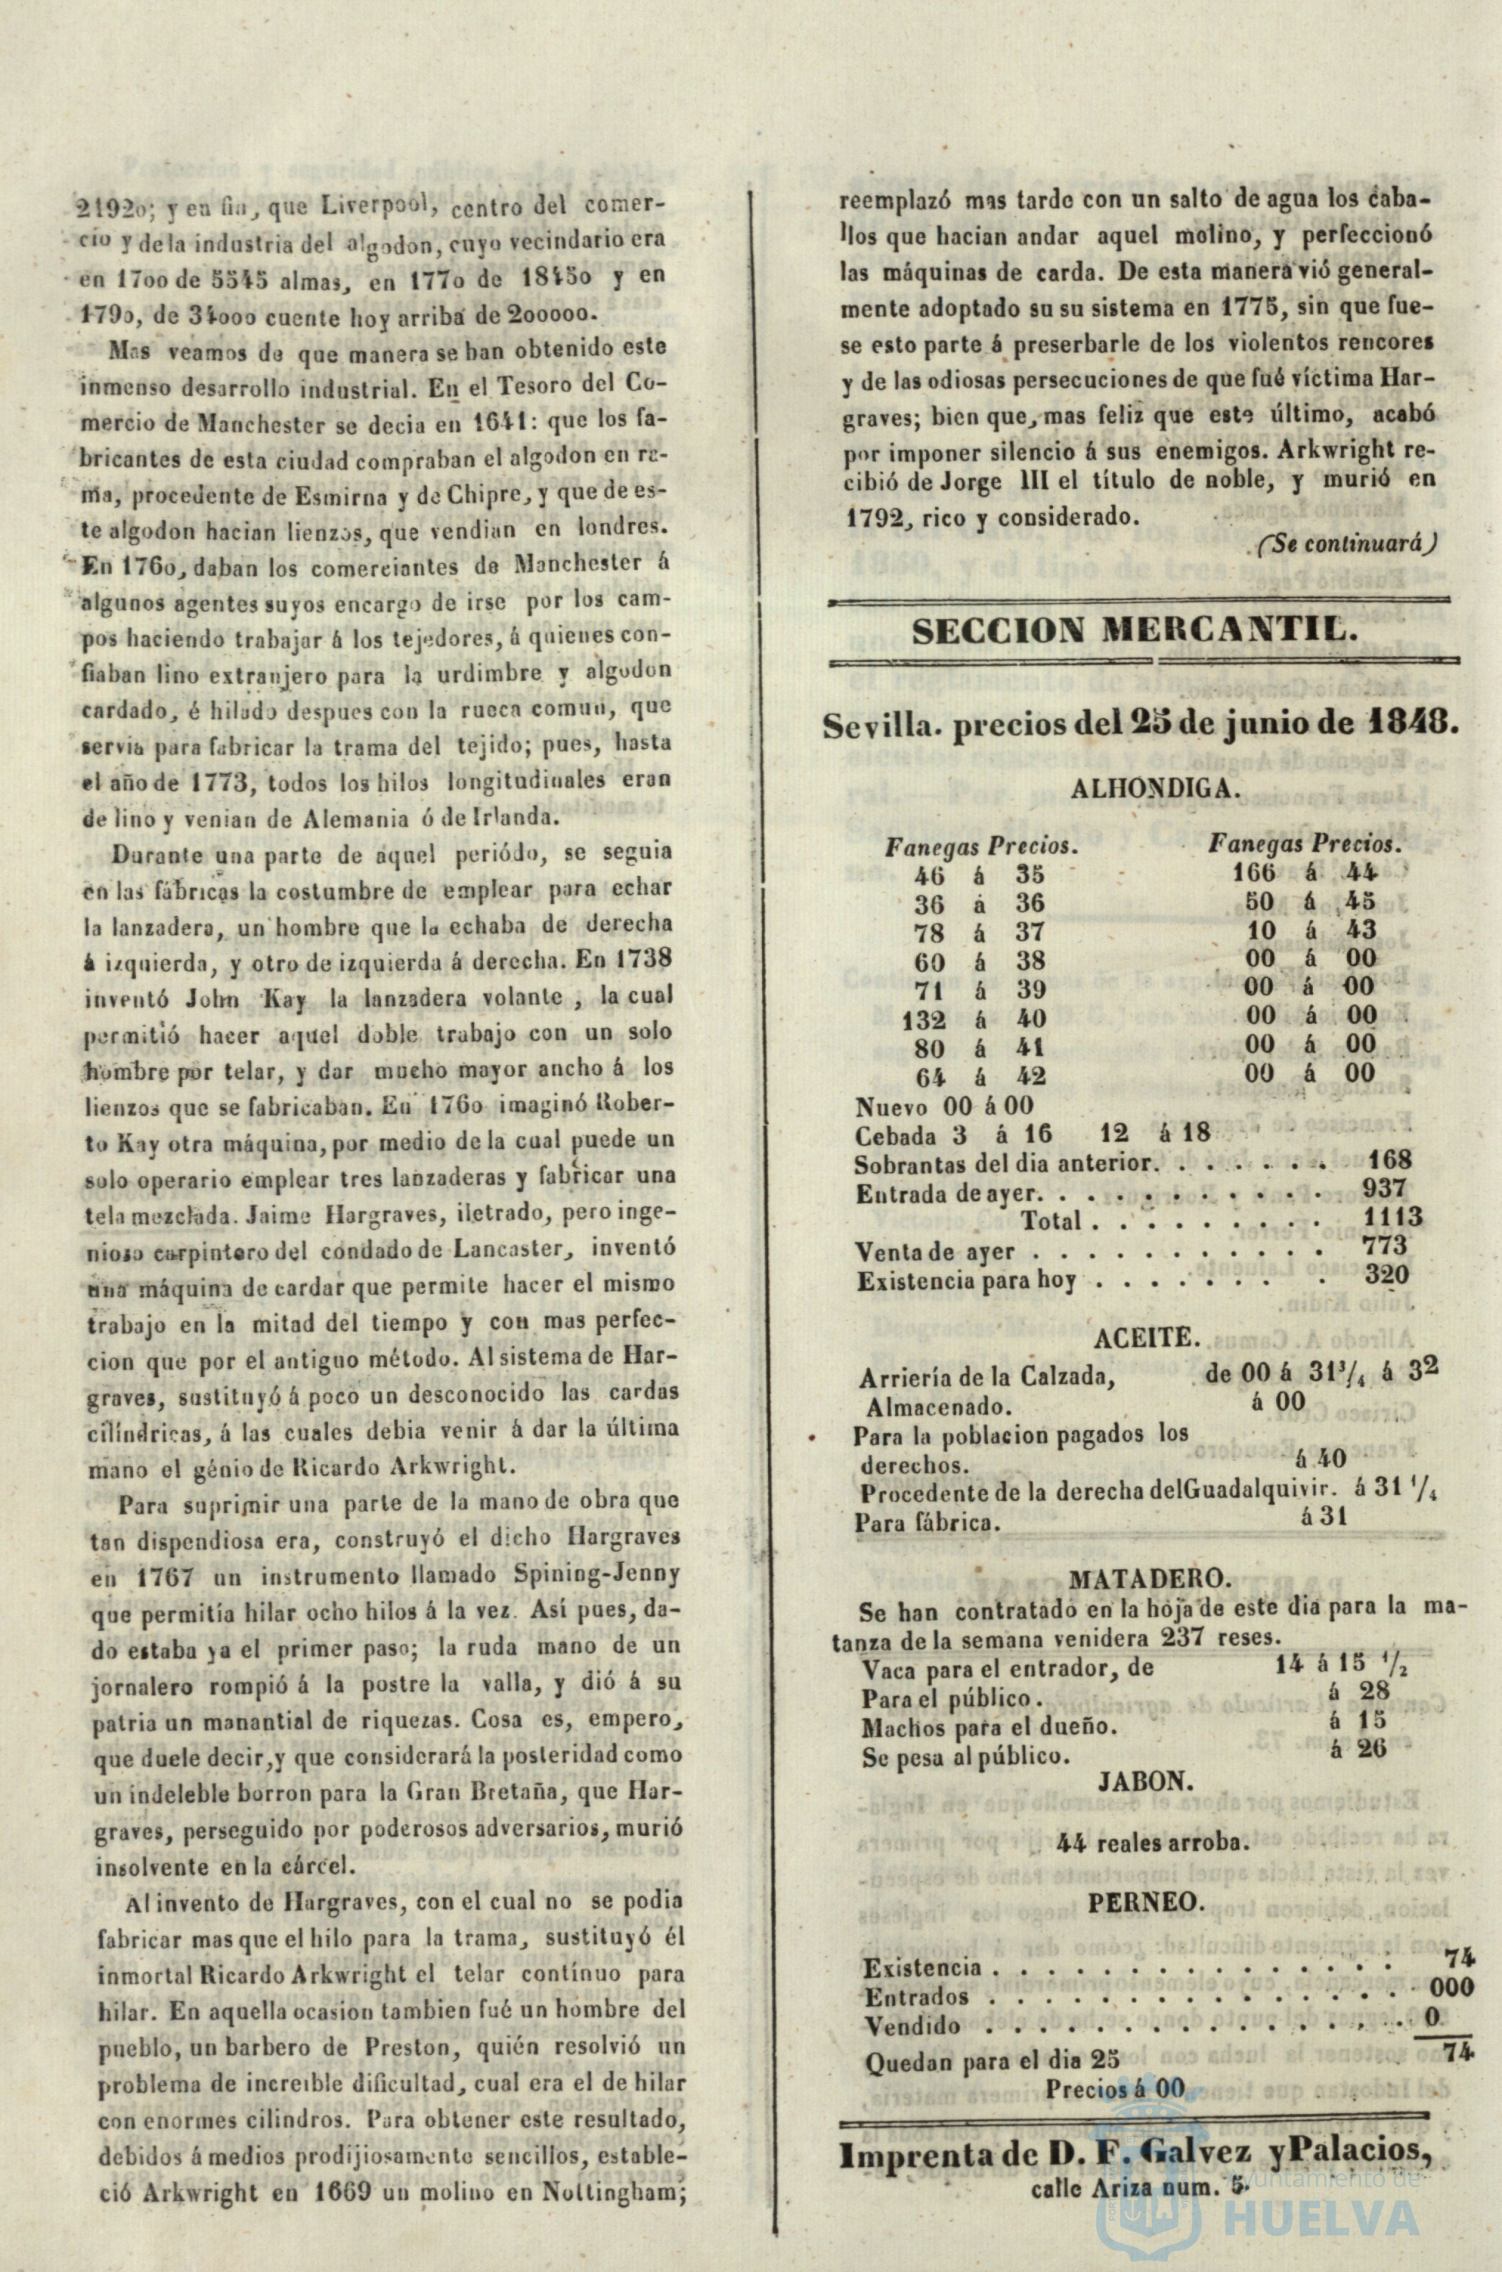 21920; y en fin, que Liverpool, centro del comer-
cio y dela industria del algodon, cuyo vecindario era
en 17oo de 5545 almas, en 1770 de 18450 y en
1790, de 34000 cuente hoy arriba de 200000.
Mas veamos de que manera se han obtenido este
inmenso desarrollo industrial. En el Tesoro del Co-
mercio de Manchester se decia en 1641: que los fa-
bricantes de esta ciudad compraban el algodon en ra-
ma, procedente de Esmirna y de Chipre, y que de es-
te algodon hacian lienzos, que vendian en londres.
En 1760, daban los comerciantes de Manchester á
algunos agentes suyos encargo de irse por los cam-
pos haciendo trabajar á los tejedores, á quienes con-
fiaban lino extranjero para la urdimbre y algodon
cardado, é hilado despues con la rueca comun, que
servia para fabricar la trama del tejido; pues, hasta
el año de 1773, todos los hilos longitudinales eran
de lino y venian de Alemania ó de Irlanda.
Durante una parte de aquel periódo, se seguia
en las fábricas la costumbre de emplear para echar
la lanzadera, un hombre que la echaba de derecha
á izquierda, y otro de izquierda á derecha. En 1738
inventó John Kay la lanzadera volante , la cual
permitió hacer aquel doble trabajo con un solo
hombre por telar, y dar mucho mayor ancho á los
lienzos que se fabricaban. En 1760 imaginó Rober-
to Kay otra máquina, por medio de la cual puede un
solo operario emplear tres lanzaderas y fabricar una
tela mezclada. Jaime Hargraves, iletrado, pero inge-
nioso carpintero del condado de Lancaster, inventó
una máquina de cardar que permite hacer el mismo
trabajo en la mitad del tiempo y con mas perfec-
cion que por el antiguo método. Al sistema de Har-
graves, sustituyó á poco un desconocido las cardas
cilíndricas, á las cuales debia venir á dar la última
mano el génio de Ricardo Arkwright.
Para suprimir una parte de la mano de obra que
tan dispendiosa era, construyó el dicho Hargraves
en 1767 un instrumento llamado Spining-Jenny
que permitía hilar ocho hilos á la vez. Así pues, da-
do estaba ya el primer paso; la ruda mano de un
jornalero rompió á la postre la valla, y dió á su
patria un manantial de riquezas. Cosa es, empero,
que duele decir,y que considerará la posteridad como
un indeleble borron para la Gran Bretaña, que Har-
graves, perseguido por poderosos adversarios, murió
insolvente en la cárcel.
Al invento de Hargraves, con el cual no se podia
fabricar mas que el hilo para la trama, sustituyó él
inmortal Ricardo Arkwright el telar contínuo para
hilar. En aquella ocasion tambien fué un hombre del
pueblo, un barbero de Preston, quién resolvió un
problema de increible dificultad, cual era el de hilar
con enormes cilindros. Para obtener este resultado,
debidos á medios prodijiosamente sencillos, estable-
ció Arkwright en 1669 un molino en Nottingham;
reemplazó mas tarde con un salto de agua los caba-
llos que hacian andar aquel molino, y perfeccionó
las máquinas de carda. De esta manera vió general-
mente adoptado su su sistema en 1775, sin que fue-
se esto parte á preserbarle de los violentos rencores
y de las odiosas persecuciones de que fué víctima Har-
graves; bien que, mas feliz que este último, acabó
por imponer silencio á sus enemigos. Arkwright re-
cibió de Jorge III el título de noble, y murió en
1792, rico y considerado.
(Se continuará)
SECCION MERCANTIL.
Sevilla. precios del 25 de junio de 1848.
ALHONDIGA.
Fanegas Precios. Fanegas Precios.
46 á 35 166 á 44
36 á 36 50 á 45
78 á 37 10 á 43
60 á 38 00 á 00
71 á 39 00 á 00
132 á 40 00 á 00
80 á 41 00 á 00
64 á 42 00 á 00
Nuevo 00 á 00
Cebada 3 á 16 12 á 18
Sobrantas del dia anterior. . . . . . . 168
Entrada de ayer. . . . . . . . . . . 937
Total . . . . . . . . . 1113
Venta de ayer . . . . . . . . . . . 773
Existencia para hoy . . . . . . . . 320
ACEITE.
Arriería de la Calzada, de 00 á 31 3/4 á 32
Almacenado. á 00
Para la poblacion pagados los
derechos. á 40
Procedente de la derecha delGuadalquivir. á 31 1/4
Para fábrica. á 31
MATADERO.
Se han contratado en la hoja de este dia para la ma-
tanza de la semana venidera 237 reses.
Vaca para el entrador, de 14 á 15 1/2
Para el público. á 28
Machos para el dueño. á 15
Se pesa al público. á 26
JABON.
44 reales arroba.
PERNEO.
Existencia . . . . . . . . . . . . . . . 74
Entrados . . . . . . . . . . . . . . . . 000
Vendido . . . . . . . . . . . . . . . . 0
Quedan para el dia 25 74
Precios á 00
Imprenta de D. F. Galvez y Palacios,
calle Ariza num. 5.
Ayuntamiento de
HUELVA